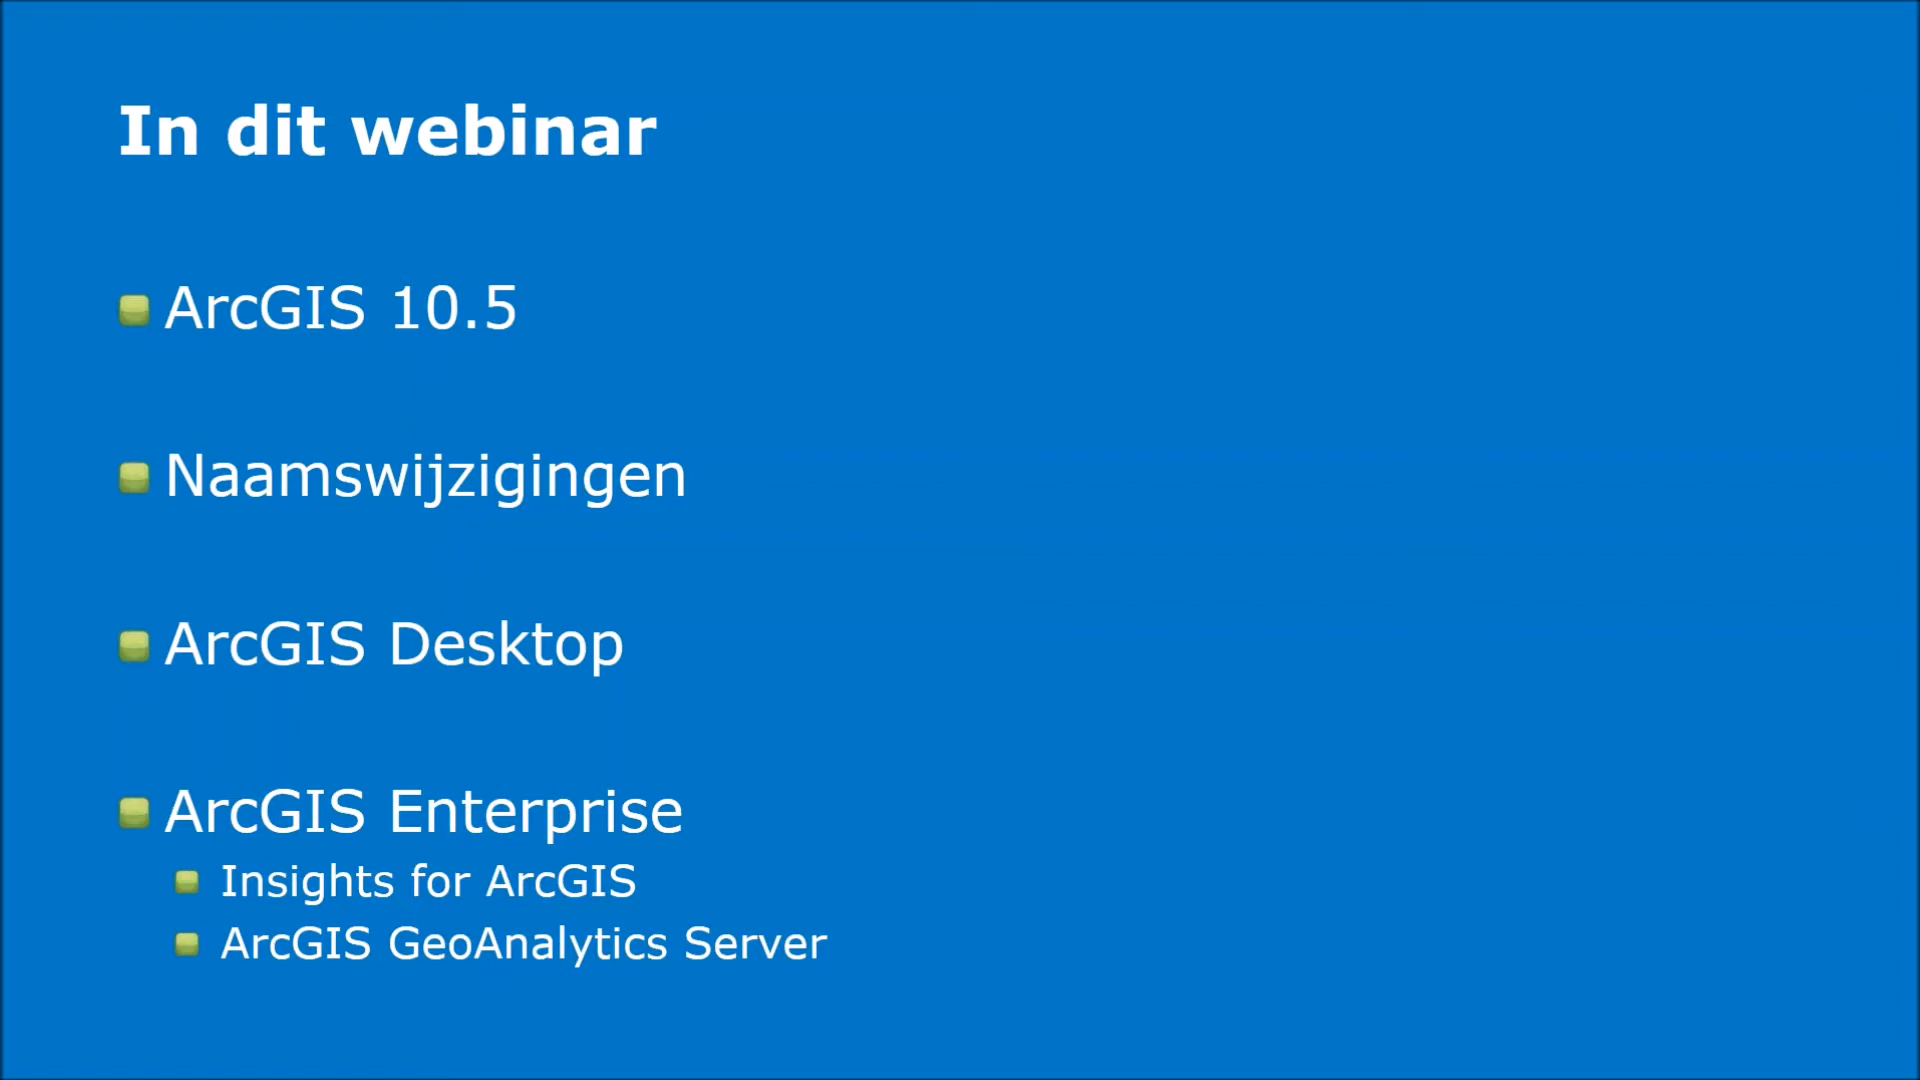 In dit webinar
ArcGIS 10.5
Naamswijzigingen
ArcGIS Desktop
ArcGIS Enterprise
Insights for ArcGIS
ArcGIS GeoAnalytics Server